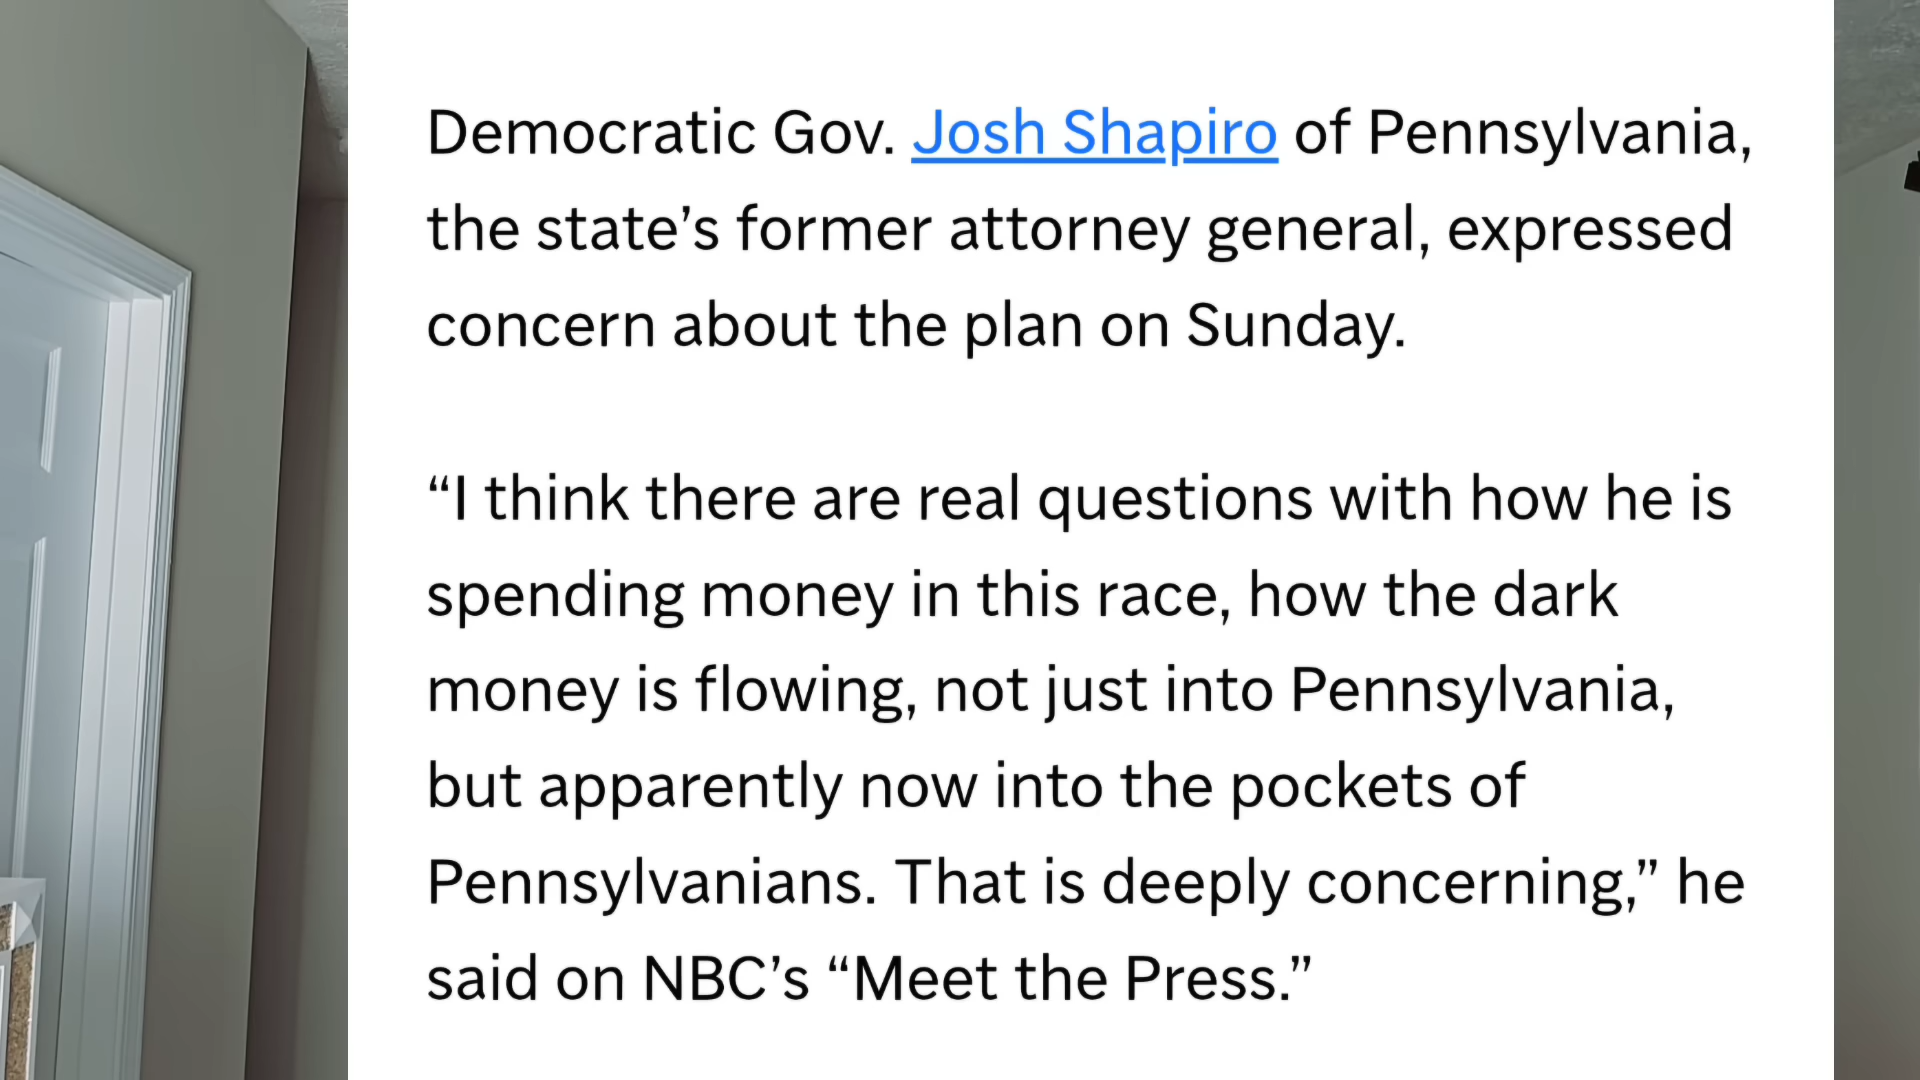 Democratic Gov. Josh Shapiro of Pennsylvania,
the state’s former attorney general, expressed
concern about the plan on Sunday.
“I think there are real questions with how he is
spending money in this race, how the dark
money is flowing, not just into Pennsylvania,
but apparently now into the pockets of
Pennsylvanians. That is deeply concerning,” he
said on NBC’s “Meet the Press.”